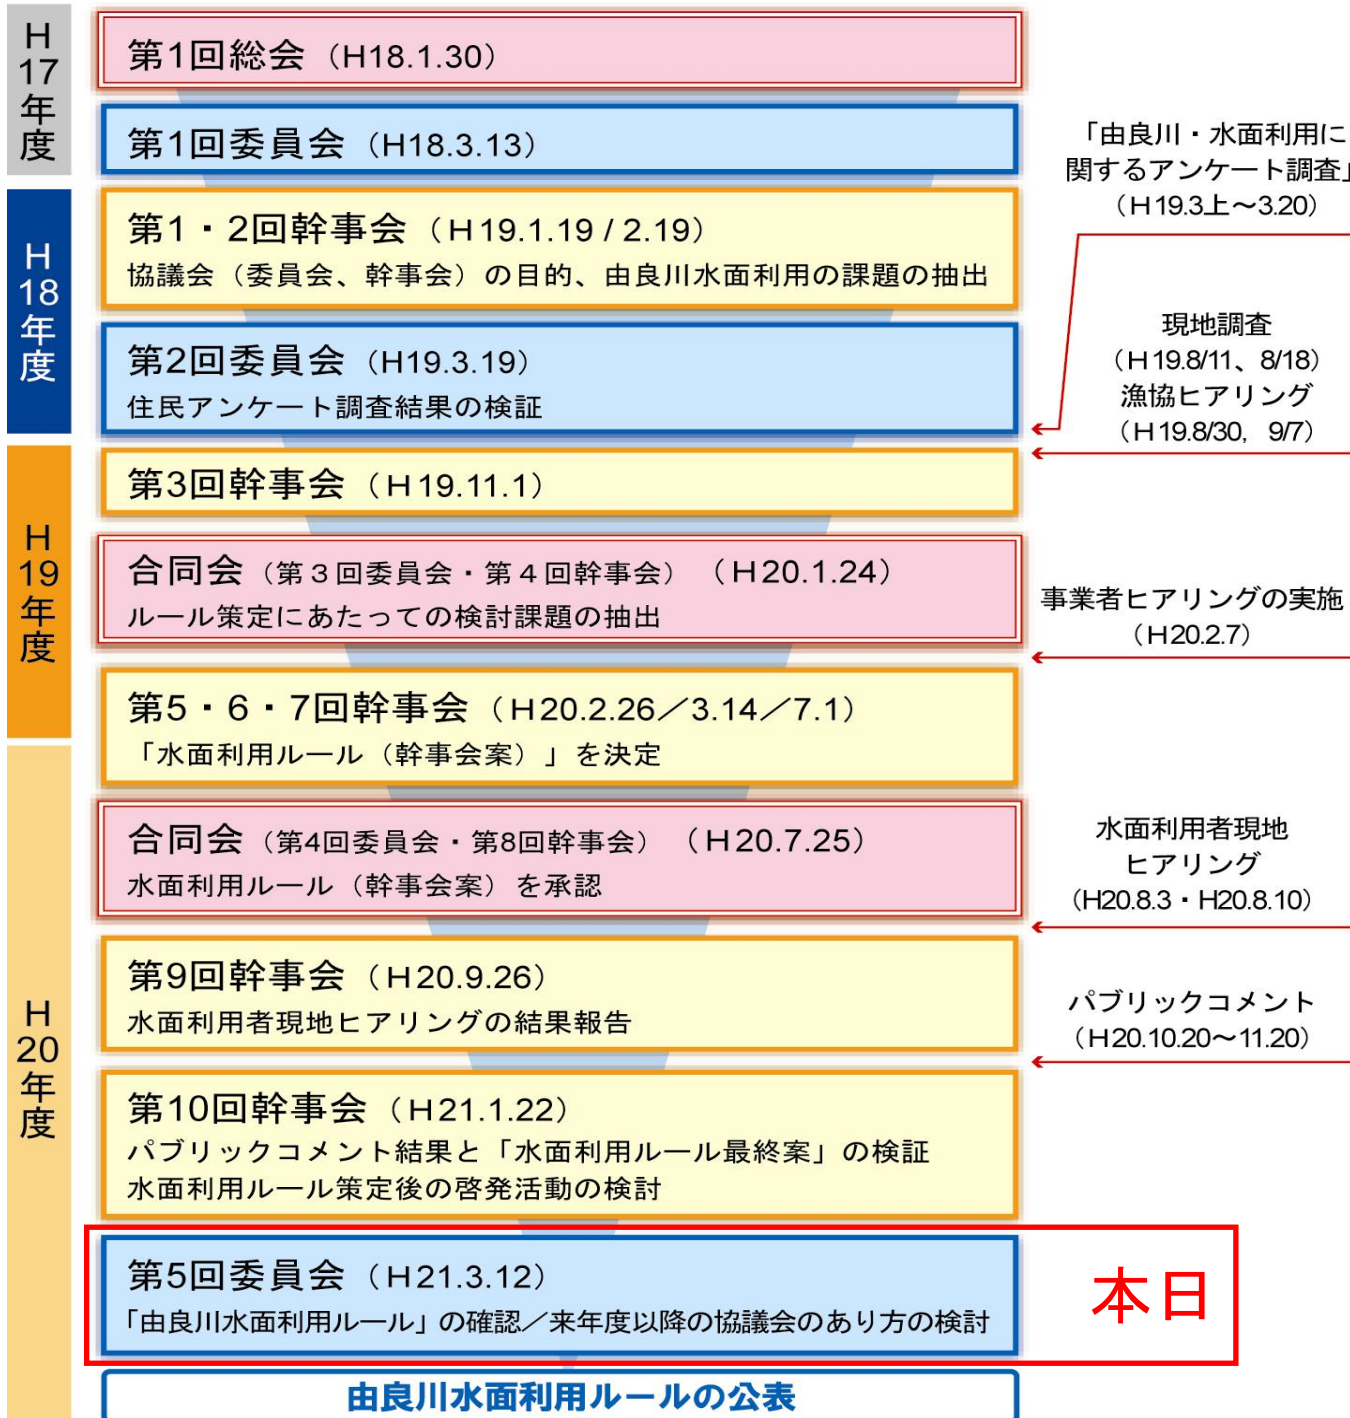 H17年度
第1回総会（H18.1.30）
第1回委員会（H18.3.13）
H18年度
第1・2回幹事会（H19.1.19 / 2.19）
協議会（委員会、幹事会）の目的、由良川水面利用の課題の抽出
第2回委員会（H19.3.19）
住民アンケート調査結果の検証
「由良川・水面利用に
関するアンケート調査」
（H19.3上～3.20）
現地調査
（H19.8/11、8/18）
漁協ヒアリング
（H19.8/30，9/7）
H19年度
第3回幹事会（H19.11.1）
合同会（第３回委員会・第４回幹事会）（H20.1.24）
ルール策定にあたっての検討課題の抽出
事業者ヒアリングの実施
（H20.2.7）
第5・6・7回幹事会（H20.2.26／3.14／7.1）
「水面利用ルール（幹事会案）」を決定
H20年度
合同会（第4回委員会・第8回幹事会）（H20.7.25）
水面利用ルール（幹事会案）を承認
水面利用者現地
ヒアリング
（H20.8.3・H20.8.10）
第9回幹事会（H20.9.26）
水面利用者現地ヒアリングの結果報告
パブリックコメント
（H20.10.20～11.20）
第10回幹事会（H21.1.22）
パブリックコメント結果と「水面利用ルール最終案」の検証
水面利用ルール策定後の啓発活動の検討
第5回委員会（H21.3.12）
「由良川水面利用ルール」の確認／来年度以降の協議会のあり方の検討
本日
由良川水面利用ルールの公表